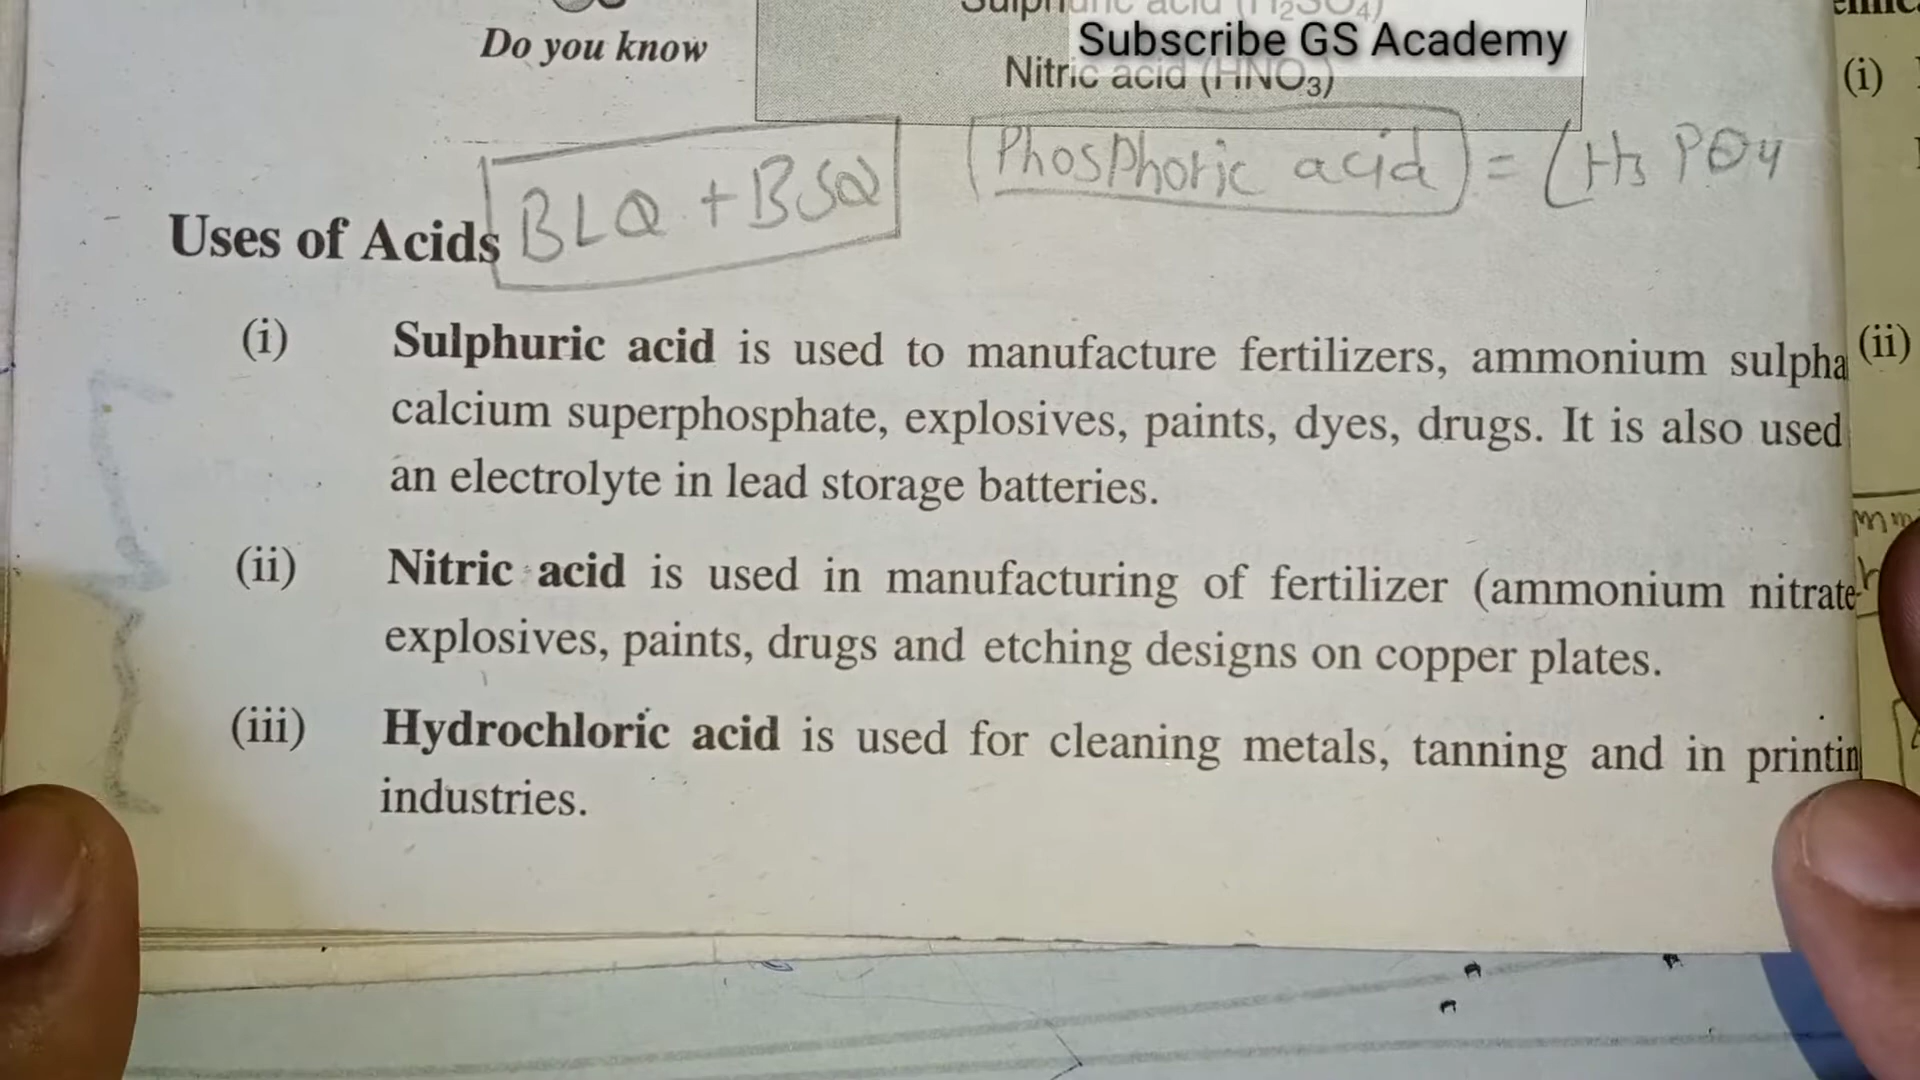 Do you know
Subscribe GS Academy
Nitric acid (HNO₃)
(i)
Phosphoric acid = (H₃ PO4
BLQ + BSQ
Uses of Acids
(i) Sulphuric acid is used to manufacture fertilizers, ammonium sulpha
(ii)
calcium superphosphate, explosives, paints, dyes, drugs. It is also used
an electrolyte in lead storage batteries.
(ii) Nitric acid is used in manufacturing of fertilizer (ammonium nitrate
explosives, paints, drugs and etching designs on copper plates.
(iii) Hydrochloric acid is used for cleaning metals, tanning and in printin
industries.